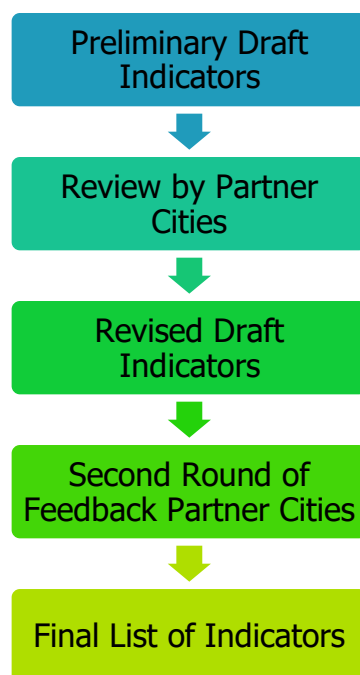 Preliminary Draft
Indicators
Review by Partner
Cities
Revised Draft
Indicators
Second Round of
Feedback Partner Cities
Final List of Indicators